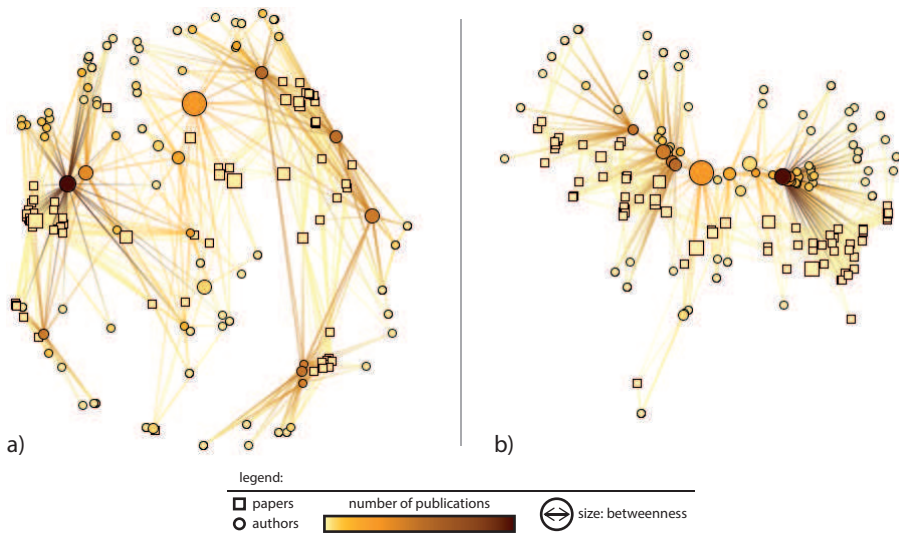 a)
b)
legend:
papers
authors
number of publications
size: betweenness